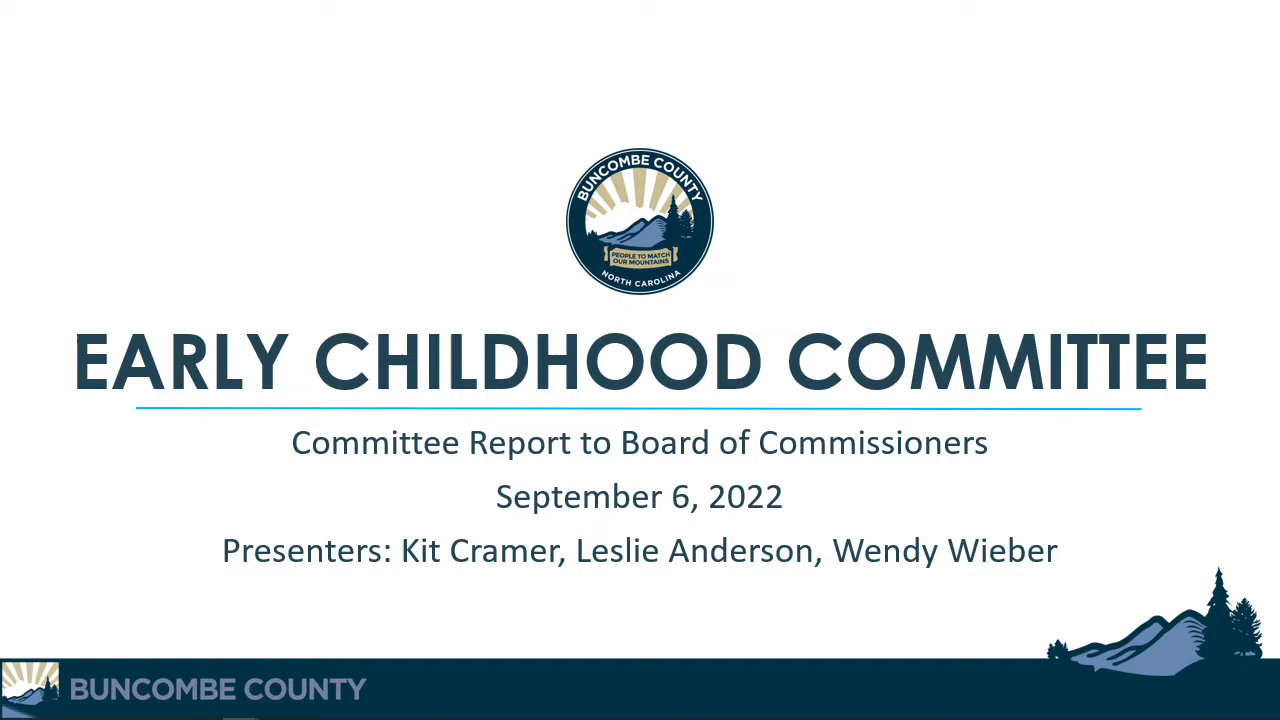 BUNCOMBE COUNTY
PEOPLE TO MATCH
OUR MOUNTAINS
NORTH CAROLINA
EARLY CHILDHOOD COMMITTEE
Committee Report to Board of Commissioners
September 6, 2022
Presenters: Kit Cramer, Leslie Anderson, Wendy Wieber
BUNCOMBE COUNTY